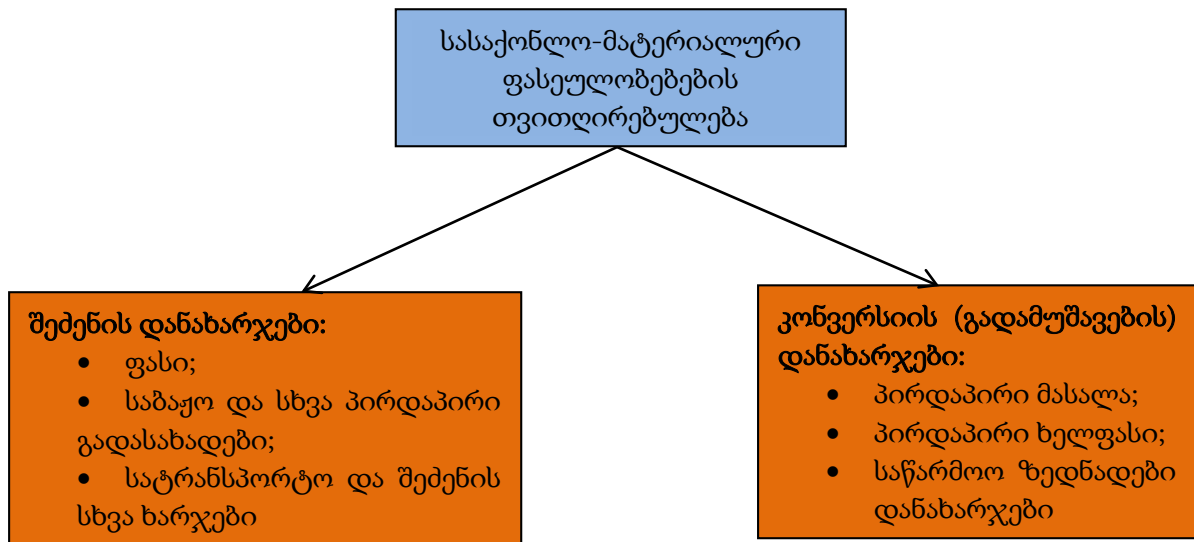 სასაქონლო-მატერიალური
ფასეულობებების
თვითღირებულება
შეძენის დანახარჯები:
• ფასი;
• საბაჟო და სხვა პირდაპირი
გადასახადები;
• სატრანსპორტო და შეძენის
სხვა ხარჯები
კონვერსიის (გადამუშავების)
დანახარჯები:
• პირდაპირი მასალა;
• პირდაპირი ხელფასი;
• საწარმოო ზედნადები
დანახარჯები